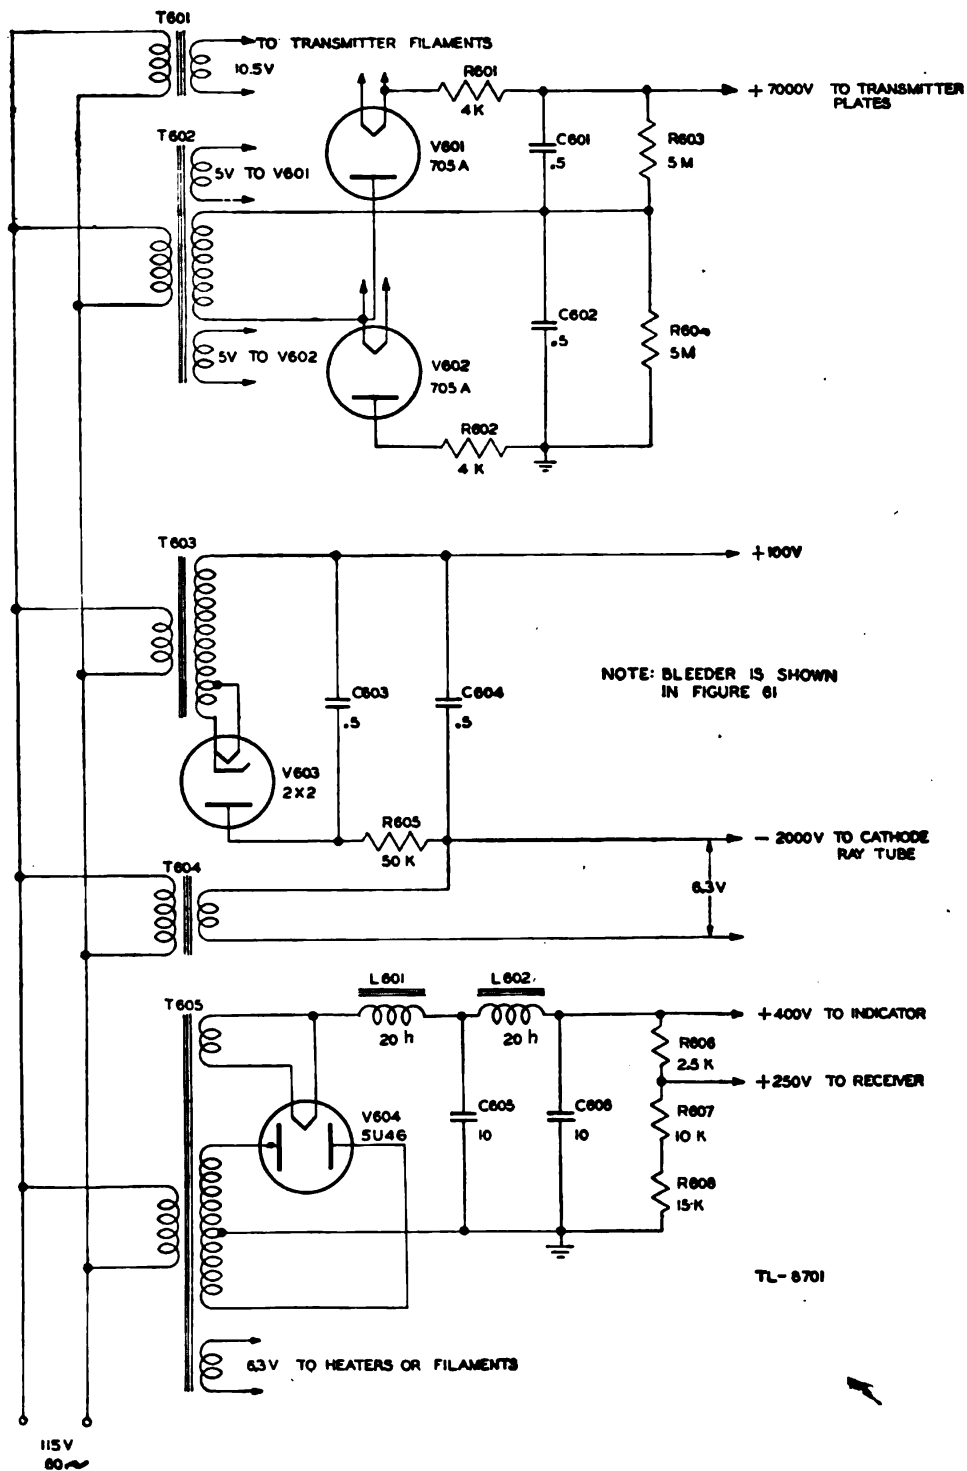 T601
TO TRANSMITTER FILAMENTS
10.5V
R601
4K
+7000V TO TRANSMITTER
PLATES
T602
5V TO V601
V601
705A
C601
.5
R603
5M
C602
.5
R604
5M
5V TO V602
V602
705A
R602
4K
T603
+100V
NOTE: BLEEDER IS SHOWN
IN FIGURE 61
C603
.5
C604
.5
V603
2X2
R605
50K
-2000V TO CATHODE
RAY TUBE
T604
6.3V
T605
L601
20h
L602
20h
+400V TO INDICATOR
R606
2.5K
+250V TO RECEIVER
V604
5U4G
C605
10
C606
10
R607
10K
R608
15K
TL-8701
6.3V TO HEATERS OR FILAMENTS
115V
60~